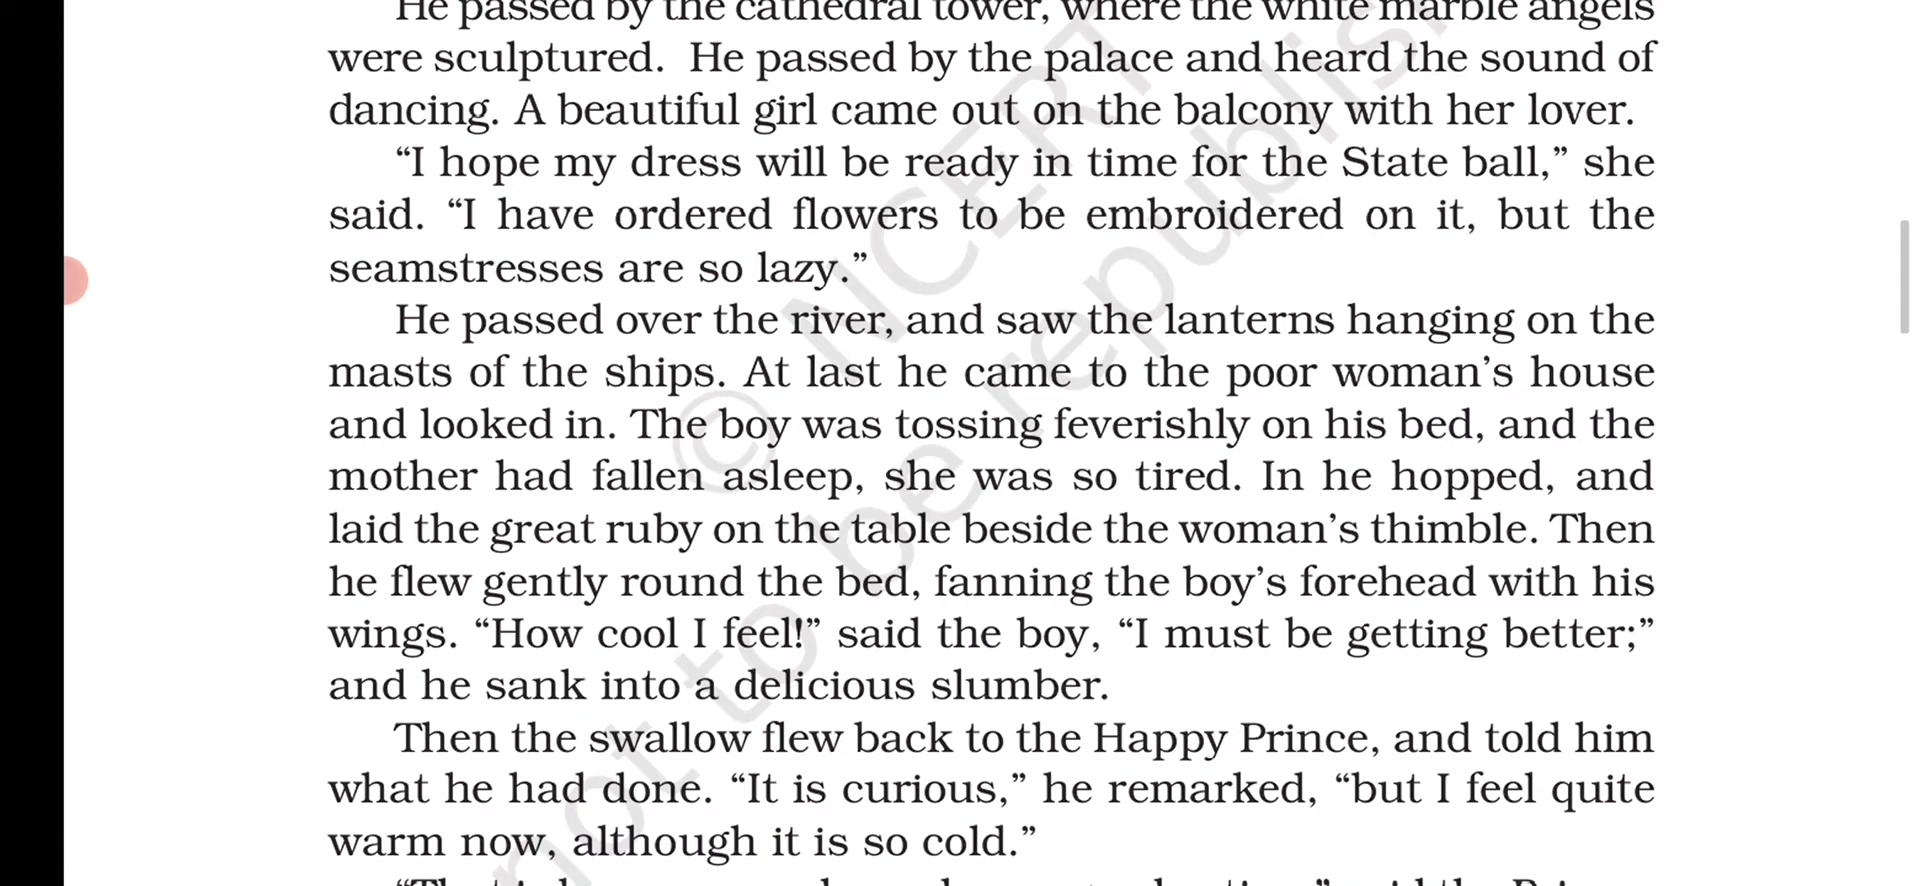 He passed by the cathedral tower, where the white marble angels
were sculptured. He passed by the palace and heard the sound of
dancing. A beautiful girl came out on the balcony with her lover.
“I hope my dress will be ready in time for the State ball,” she
said. “I have ordered flowers to be embroidered on it, but the
seamstresses are so lazy.”
He passed over the river, and saw the lanterns hanging on the
masts of the ships. At last he came to the poor woman’s house
and looked in. The boy was tossing feverishly on his bed, and the
mother had fallen asleep, she was so tired. In he hopped, and
laid the great ruby on the table beside the woman’s thimble. Then
he flew gently round the bed, fanning the boy’s forehead with his
wings. “How cool I feel!” said the boy, “I must be getting better;”
and he sank into a delicious slumber.
Then the swallow flew back to the Happy Prince, and told him
what he had done. “It is curious,” he remarked, “but I feel quite
warm now, although it is so cold.”
© NCERT
not to be republish